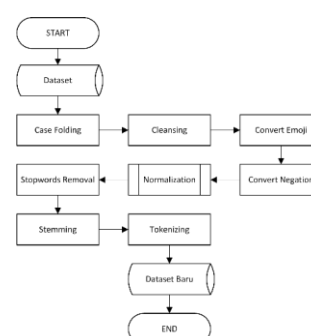 START
Dataset
Case Folding
Cleansing
Convert Emoji
Convert Negation
Normalization
Stopwords Removal
Stemming
Tokenizing
Dataset Baru
END